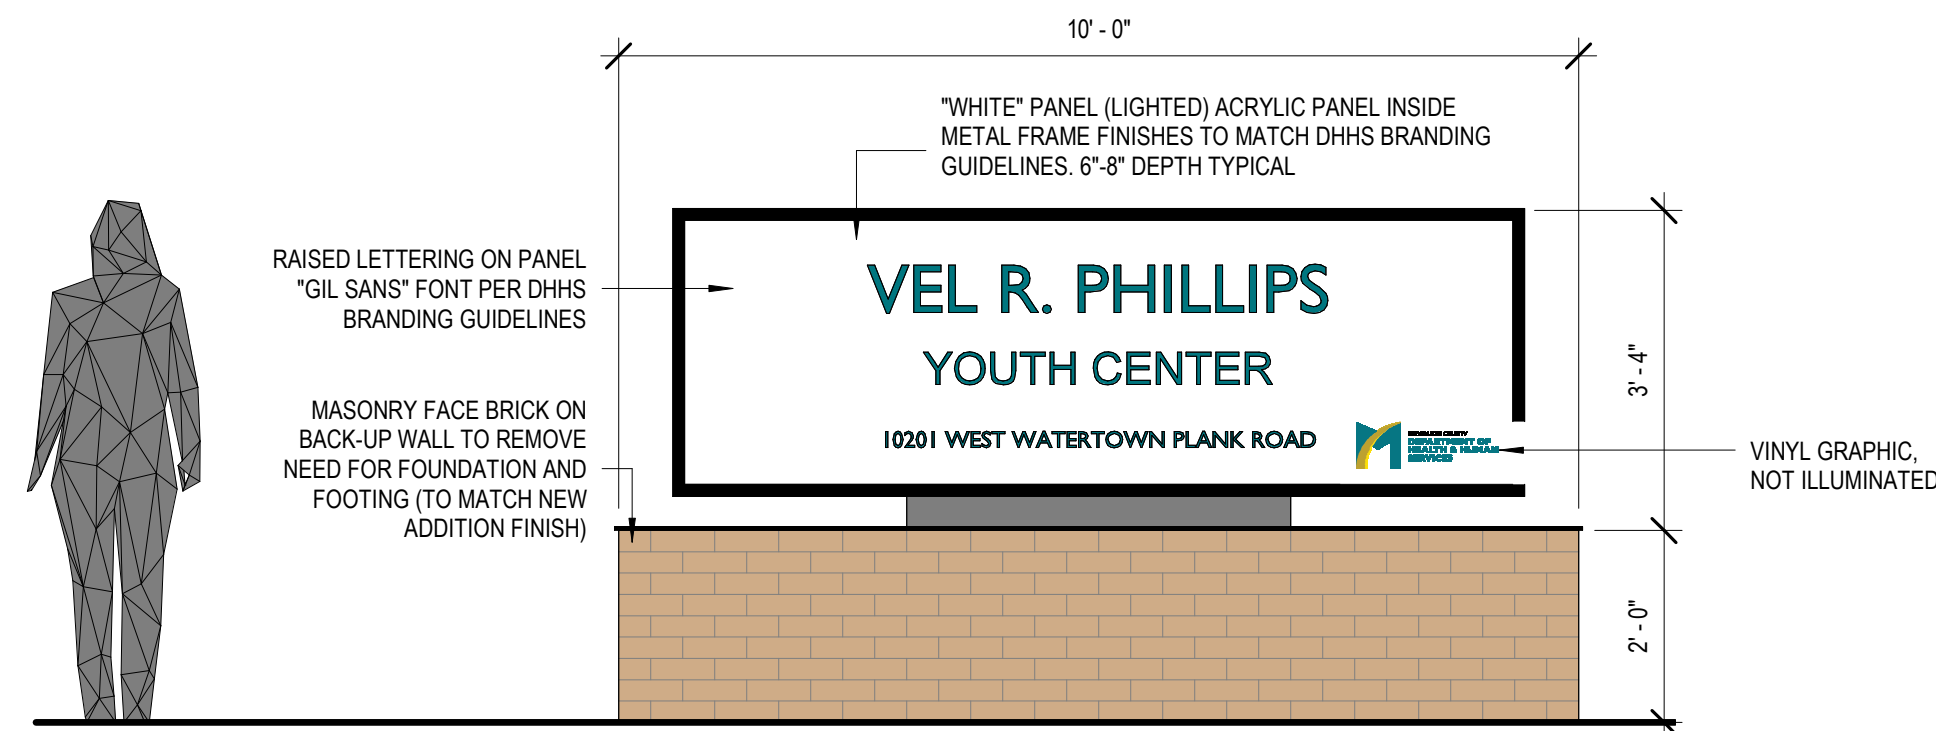 10' - 0"
"WHITE" PANEL (LIGHTED) ACRYLIC PANEL INSIDE
METAL FRAME FINISHES TO MATCH DHHS BRANDING
GUIDELINES. 6"-8" DEPTH TYPICAL
RAISED LETTERING ON PANEL
"GIL SANS" FONT PER DHHS
BRANDING GUIDELINES
VEL R. PHILLIPS
YOUTH CENTER
10201 WEST WATERTOWN PLANK ROAD
MILWAUKEE COUNTY
DEPARTMENT OF
HEALTH & HUMAN
SERVICES
3' - 4"
MASONRY FACE BRICK ON
BACK-UP WALL TO REMOVE
NEED FOR FOUNDATION AND
FOOTING (TO MATCH NEW
ADDITION FINISH)
VINYL GRAPHIC,
NOT ILLUMINATED
2' - 0"